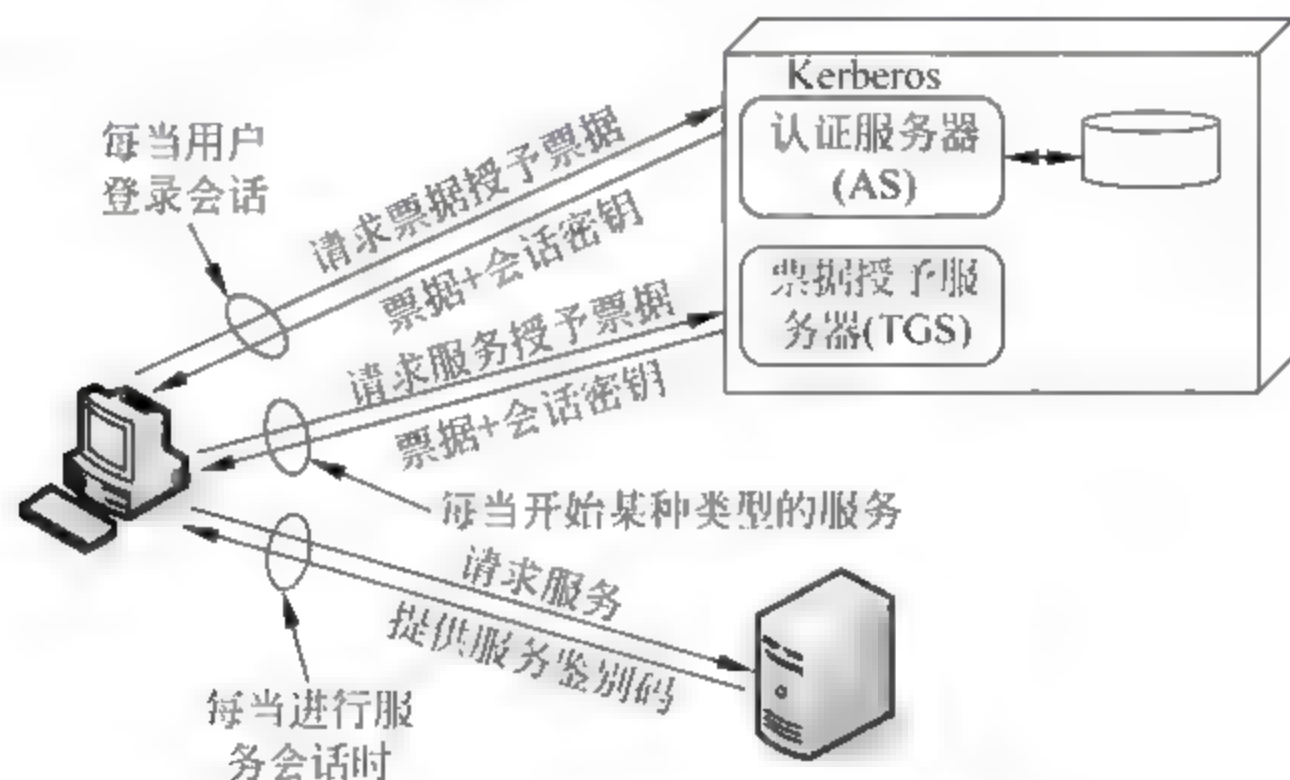 Kerberos
认证服务器
(AS)
票据授予服
务器(TGS)
每当用户
登录会话
请求票据授予票据
票据+会话密钥
请求服务授予票据
票据+会话密钥
每当开始某种类型的服务
请求服务
提供服务鉴别码
每当进行服
务会话时